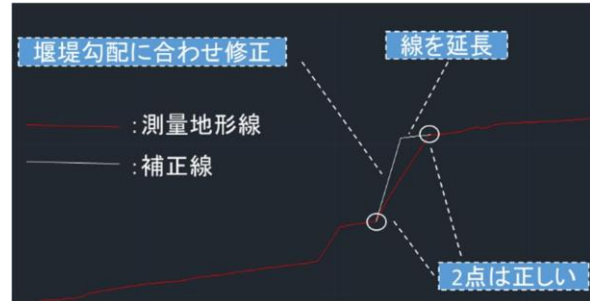 堰堤勾配に合わせ修正
線を延長
:測量地形線
:補正線
2点は正しい